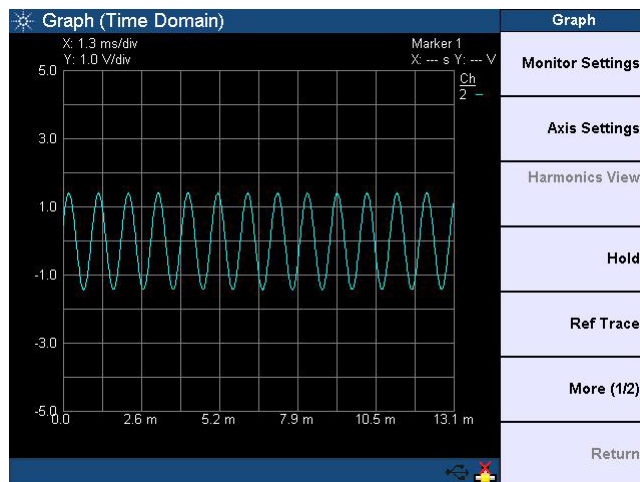 Graph (Time Domain)
Graph
X: 1.3 ms/div
Y: 1.0 V/div
Marker 1
X: --- s Y: --- V
Ch
2
5.0
3.0
1.0
-1.0
-3.0
-5.0
0.0
2.6 m
5.2 m
7.9 m
10.5 m
13.1 m
Monitor Settings
Axis Settings
Harmonics View
Hold
Ref Trace
More (1/2)
Return